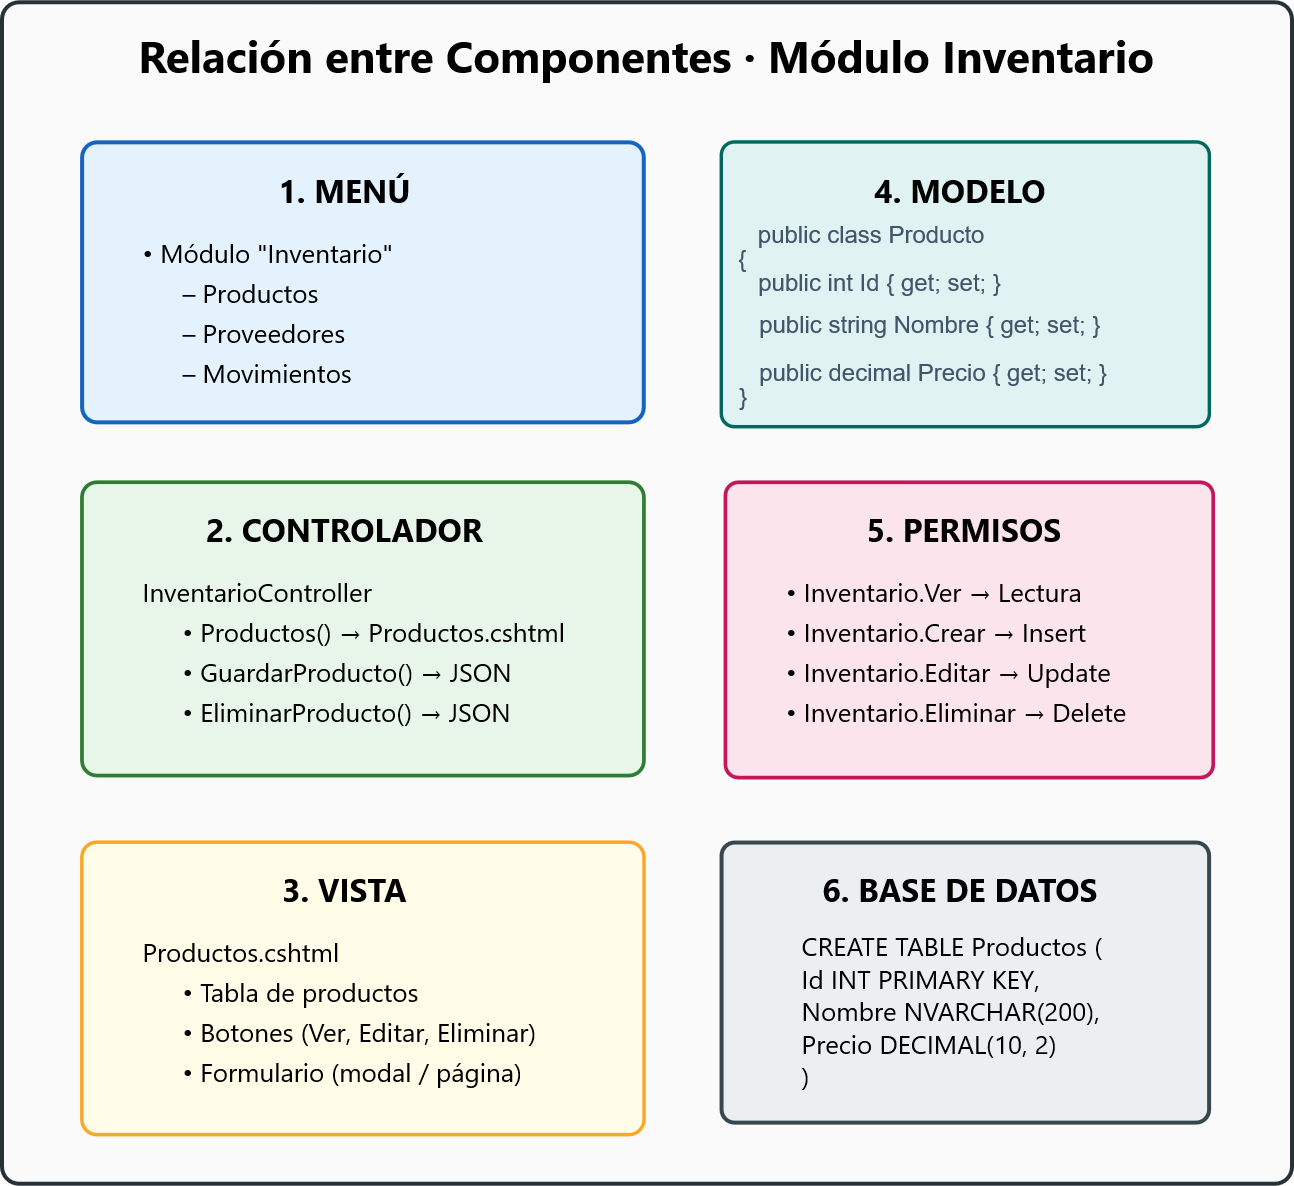 Relación entre Componentes · Módulo Inventario
1. MENÚ
• Módulo "Inventario"
– Productos
– Proveedores
– Movimientos
2. CONTROLADOR
InventarioController
• Productos() → Productos.cshtml
• GuardarProducto() → JSON
• EliminarProducto() → JSON
3. VISTA
Productos.cshtml
• Tabla de productos
• Botones (Ver, Editar, Eliminar)
• Formulario (modal / página)
4. MODELO
public class Producto
{
public int Id { get; set; }
public string Nombre { get; set; }
public decimal Precio { get; set; }
}
5. PERMISOS
• Inventario.Ver → Lectura
• Inventario.Crear → Insert
• Inventario.Editar → Update
• Inventario.Eliminar → Delete
6. BASE DE DATOS
CREATE TABLE Productos (
Id INT PRIMARY KEY,
Nombre NVARCHAR(200),
Precio DECIMAL(10, 2)
)